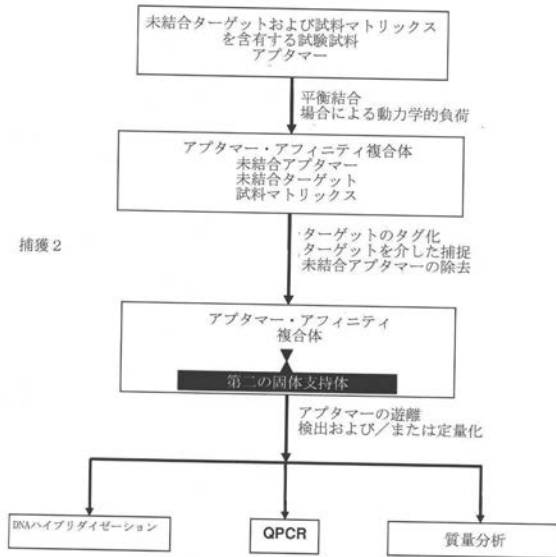 未結合ターゲットおよび試料マトリックス
を含有する試験試料
アプタマー
平衡結合
場合による動力学的負荷
アプタマー・アフィニティ複合体
未結合アプタマー
未結合ターゲット
試料マトリックス
捕獲2
ターゲットのタグ化
ターゲットを介した捕捉
未結合アプタマーの除去
アプタマー・アフィニティ
複合体
第二の固体支持体
アプタマーの遊離
検出および/または定量化
DNAハイブリダイゼーション
QPCR
質量分析